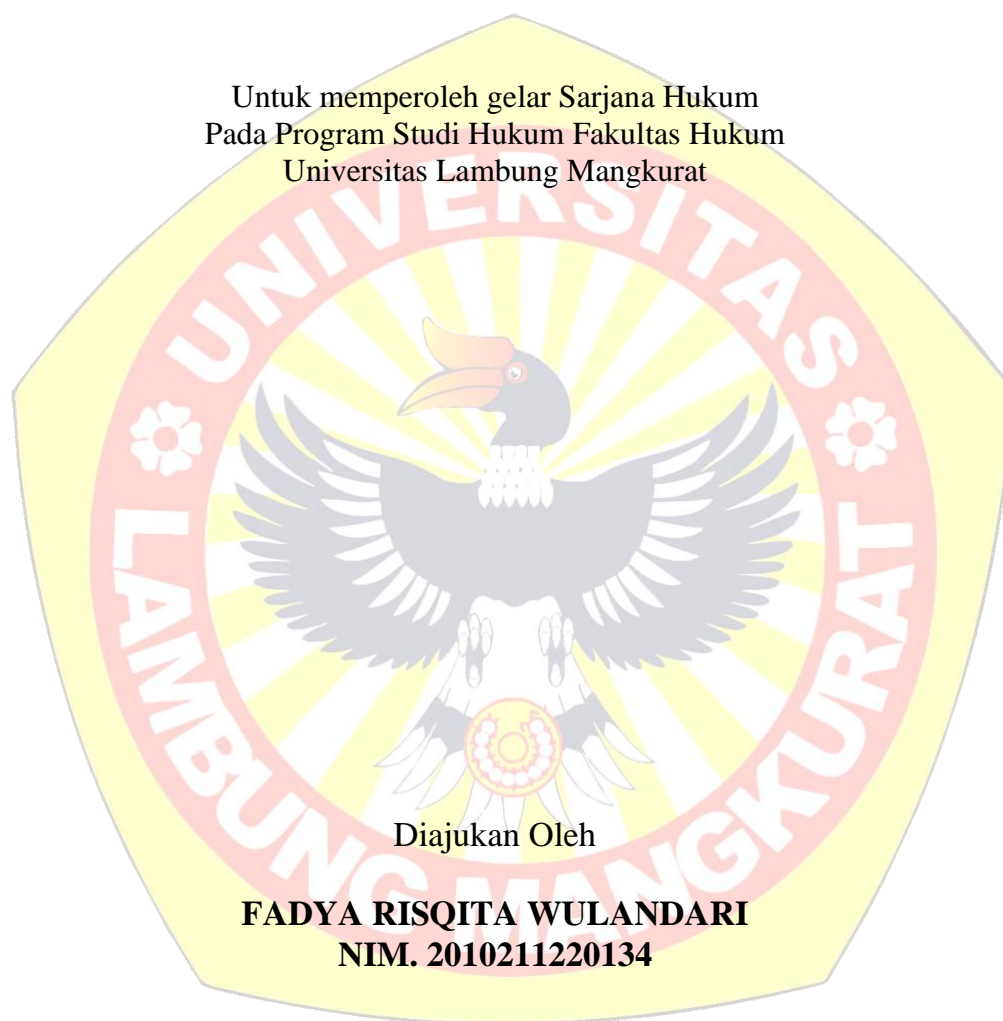 Untuk memperoleh gelar Sarjana Hukum
Pada Program Studi Hukum Fakultas Hukum
Universitas Lambung Mangkurat
UNIVERSITAS
LAMBUNG MANGKURAT
Diajukan Oleh
FADYA RISQITA WULANDARI
NIM. 2010211220134